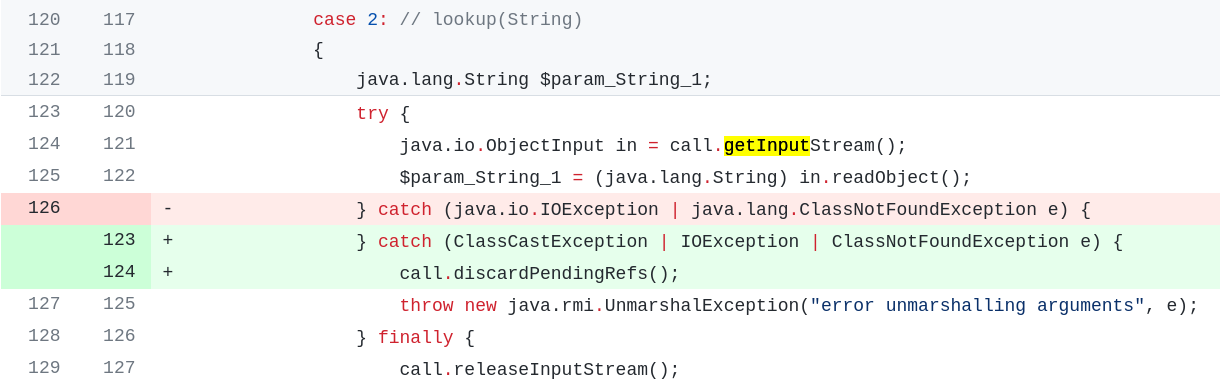 120 117 case 2: // lookup(String)
121 118 {
122 119 java.lang.String $param_String_1;
123 120 try {
124 121 java.io.ObjectInput in = call.getInputStream();
125 122 $param_String_1 = (java.lang.String) in.readObject();
126 - } catch (java.io.IOException | java.lang.ClassNotFoundException e) {
123 + } catch (ClassCastException | IOException | ClassNotFoundException e) {
124 + call.discardPendingRefs();
127 125 throw new java.rmi.UnmarshalException("error unmarshalling arguments", e);
128 126 } finally {
129 127 call.releaseInputStream();